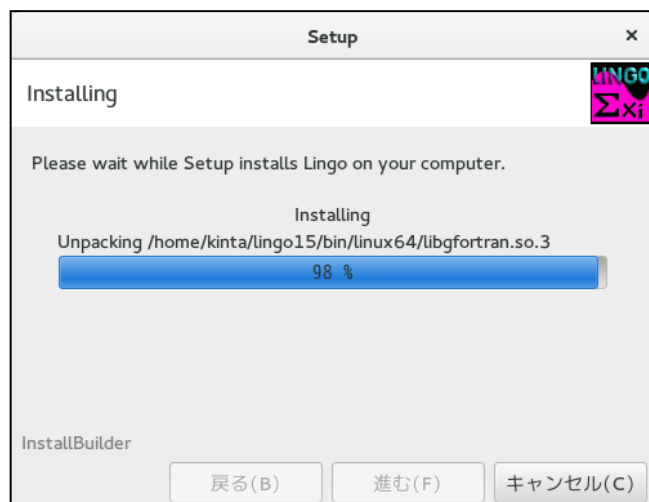 Setup
×
Installing
LINGO
Σxi
Please wait while Setup installs Lingo on your computer.
Installing
Unpacking /home/kinta/lingo15/bin/linux64/libgfortran.so.3
98 %
InstallBuilder
戻る(B)
進む(F)
キャンセル(C)